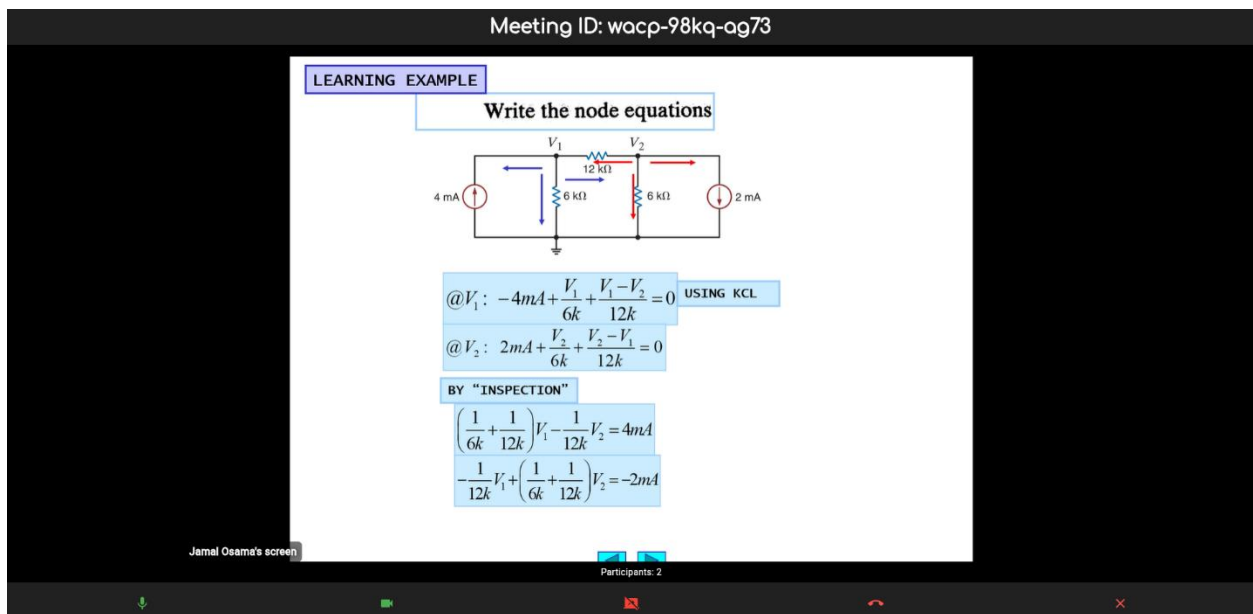 Meeting ID: wacp-98kq-ag73
LEARNING EXAMPLE
Write the node equations
V₁ V₂
12 kΩ
4 mA 6 kΩ 6 kΩ 2 mA
@V₁: −4mA + V₁/6k + (V₁−V₂)/12k = 0 USING KCL
@V₂: 2mA + V₂/6k + (V₂−V₁)/12k = 0
BY “INSPECTION”
(1/6k + 1/12k)V₁ − 1/12k V₂ = 4mA
−1/12k V₁ + (1/6k + 1/12k)V₂ = −2mA
Jamal Osama's screen
Participants: 2